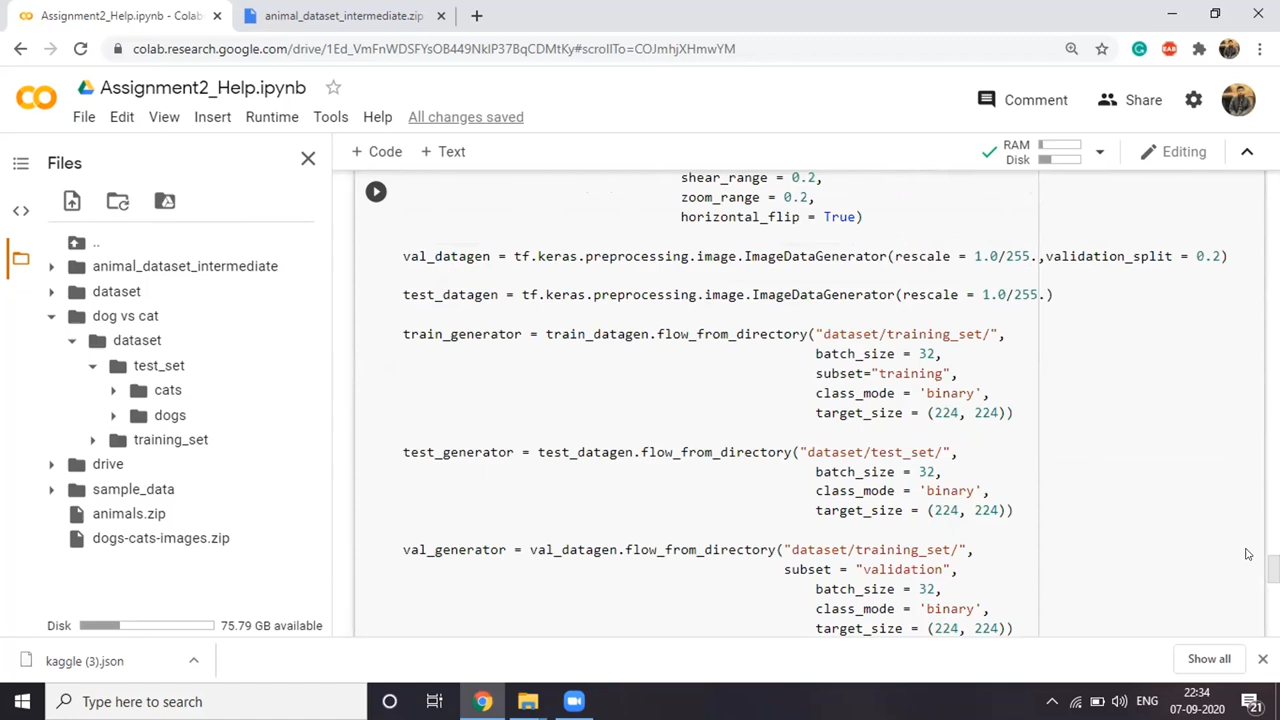 Assignment2_Help.ipynb - Colab
animal_dataset_intermediate.zip
colab.research.google.com/drive/1Ed_VmFnWDSFYsOB449NkIP37BqCDMtKy#scrollTo=COJmhjXHmwYM
Assignment2_Help.ipynb
Comment
Share
File Edit View Insert Runtime Tools Help All changes saved
Files
+ Code + Text
RAM
Disk
Editing
..
animal_dataset_intermediate
dataset
dog vs cat
dataset
test_set
cats
dogs
training_set
drive
sample_data
animals.zip
dogs-cats-images.zip
Disk 75.79 GB available
shear_range = 0.2,
zoom_range = 0.2,
horizontal_flip = True)
val_datagen = tf.keras.preprocessing.image.ImageDataGenerator(rescale = 1.0/255.,validation_split = 0.2)
test_datagen = tf.keras.preprocessing.image.ImageDataGenerator(rescale = 1.0/255.)
train_generator = train_datagen.flow_from_directory("dataset/training_set/",
batch_size = 32,
subset="training",
class_mode = 'binary',
target_size = (224, 224))
test_generator = test_datagen.flow_from_directory("dataset/test_set/",
batch_size = 32,
class_mode = 'binary',
target_size = (224, 224))
val_generator = val_datagen.flow_from_directory("dataset/training_set/",
subset = "validation",
batch_size = 32,
class_mode = 'binary',
target_size = (224, 224))
kaggle (3).json
Show all
Type here to search
ENG
22:34
07-09-2020
21